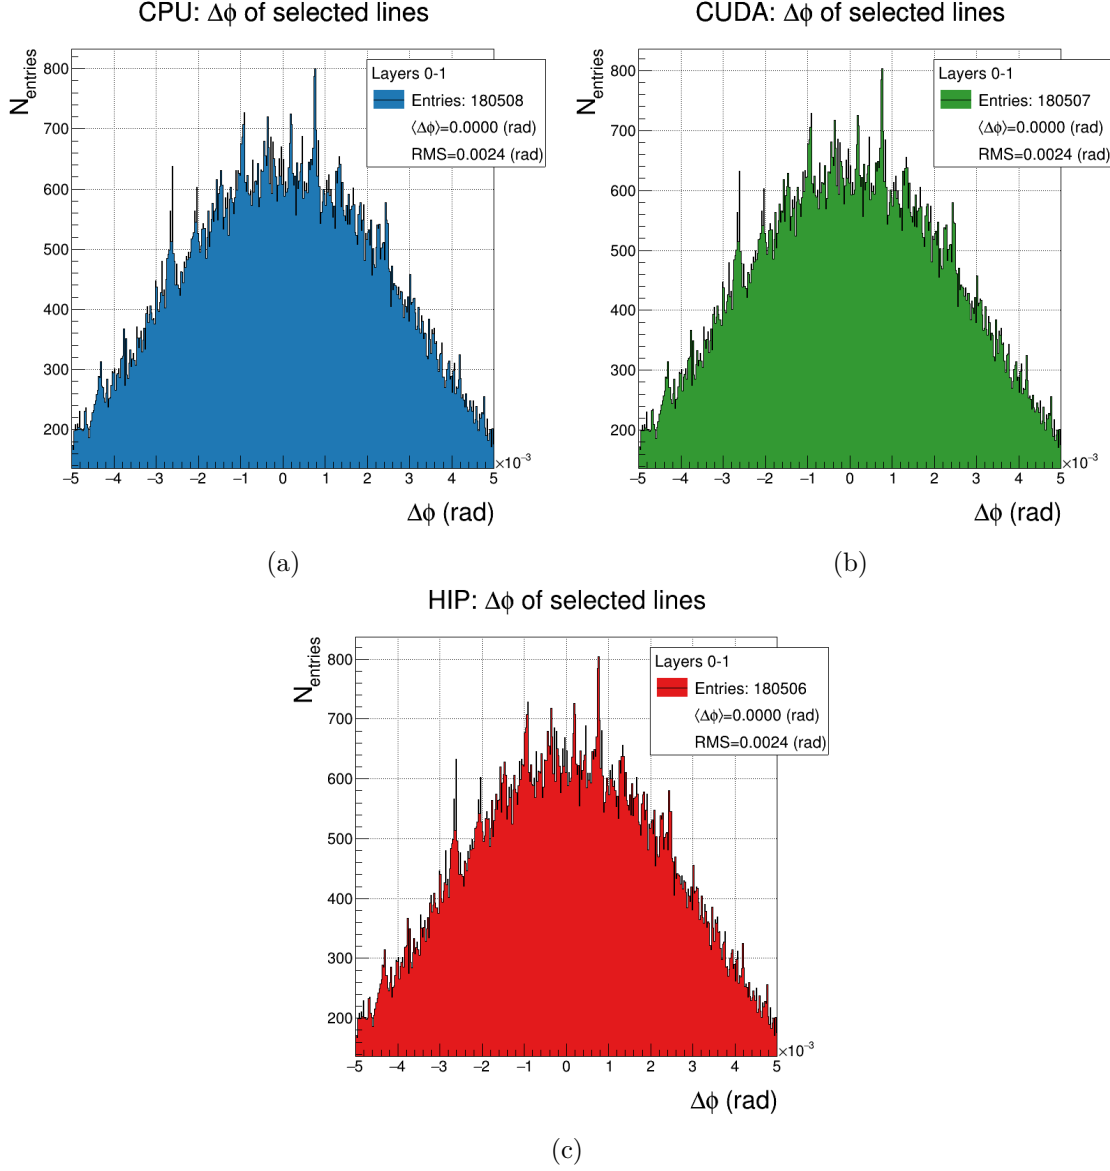 CPU: Δϕ of selected lines
N_entries
800
700
600
500
400
300
200
Layers 0-1
Entries: 180508
⟨Δϕ⟩=0.0000 (rad)
RMS=0.0024 (rad)
−5 −4 −3 −2 −1 0 1 2 3 4 5
×10⁻³
Δϕ (rad)
(a)
CUDA: Δϕ of selected lines
N_entries
800
700
600
500
400
300
200
Layers 0-1
Entries: 180507
⟨Δϕ⟩=0.0000 (rad)
RMS=0.0024 (rad)
−5 −4 −3 −2 −1 0 1 2 3 4 5
×10⁻³
Δϕ (rad)
(b)
HIP: Δϕ of selected lines
N_entries
800
700
600
500
400
300
200
Layers 0-1
Entries: 180506
⟨Δϕ⟩=0.0000 (rad)
RMS=0.0024 (rad)
−5 −4 −3 −2 −1 0 1 2 3 4 5
×10⁻³
Δϕ (rad)
(c)